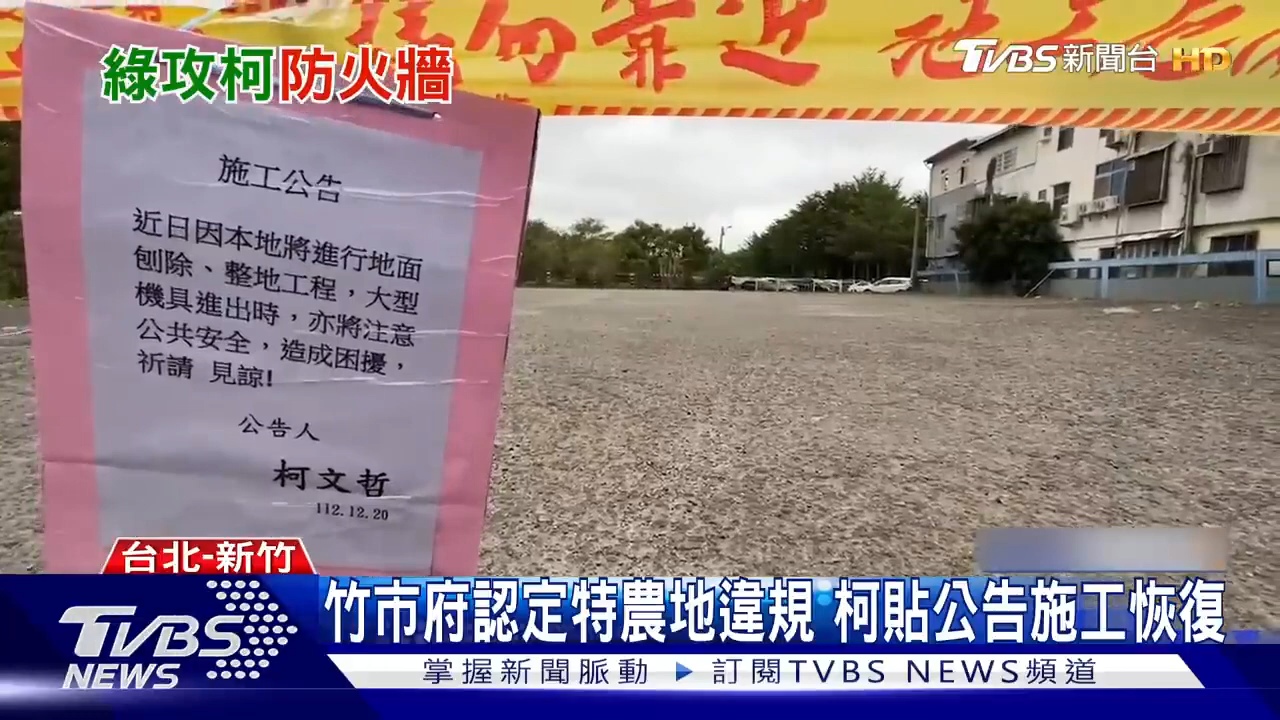 請勿靠近
TVBS新聞台 HD
綠攻柯防火牆
施工公告
近日因本地將進行地面
刨除、整地工程，大型
機具進出時，亦將注意
公共安全，造成困擾，
祈請 見諒!
公告人
柯文哲
112.12.20
台北-新竹
竹市府認定特農地違規 柯貼公告施工恢復
TVBS NEWS
掌握新聞脈動 ▶ 訂閱TVBS NEWS頻道